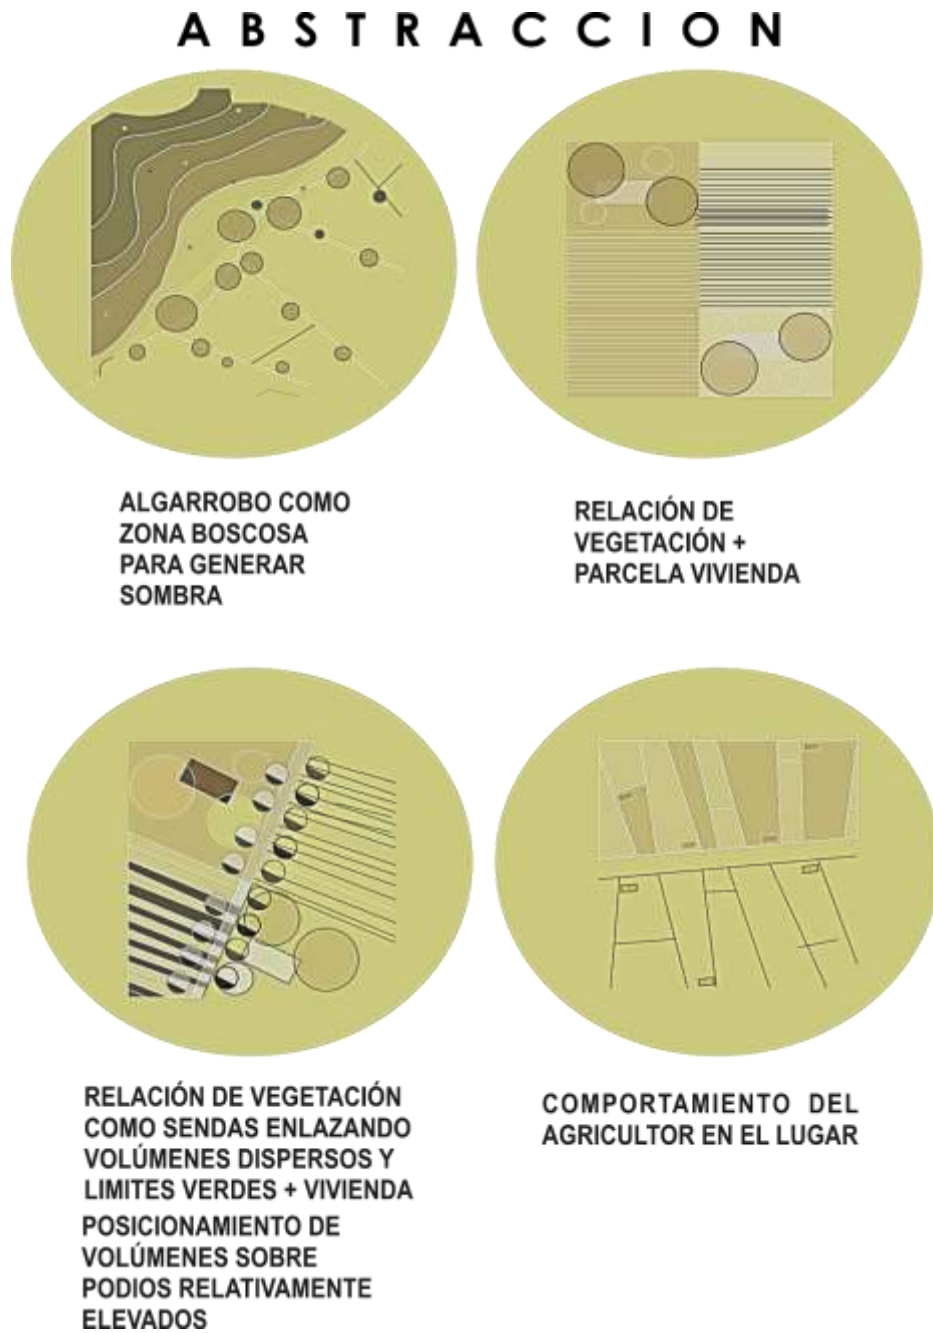 ABSTRACCION
ALGARROBO COMO
ZONA BOSCOSA
PARA GENERAR
SOMBRA
RELACIÓN DE
VEGETACIÓN +
PARCELA VIVIENDA
RELACIÓN DE VEGETACIÓN
COMO SENDAS ENLAZANDO
VOLÚMENES DISPERSOS Y
LIMITES VERDES + VIVIENDA
POSICIONAMIENTO DE
VOLÚMENES SOBRE
PODIOS RELATIVAMENTE
ELEVADOS
COMPORTAMIENTO DEL
AGRICULTOR EN EL LUGAR